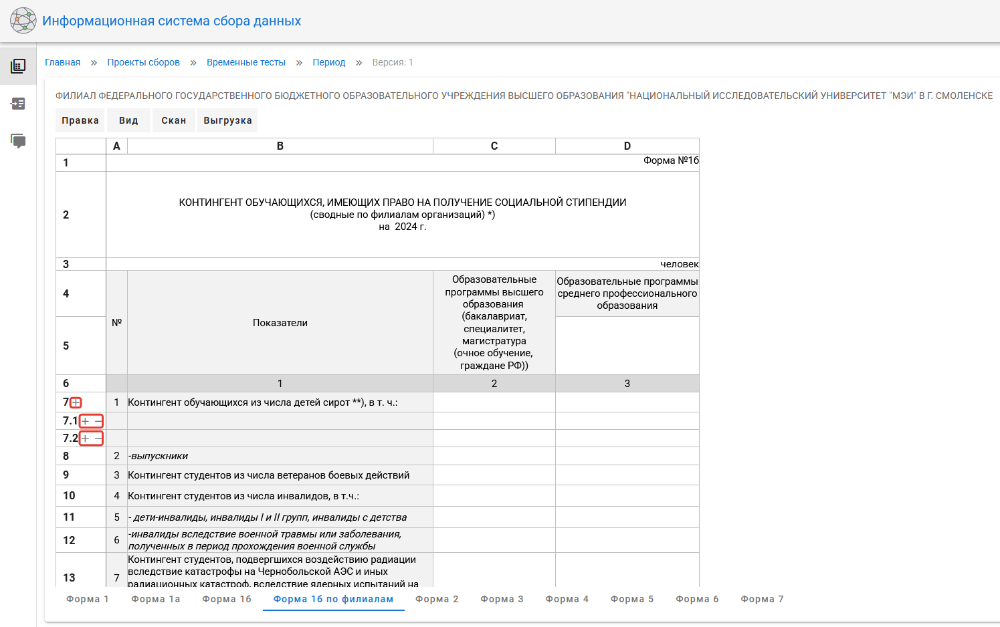 Информационная система сбора данных
Главная » Проекты сборов » Временные тесты » Период » Версия: 1
ФИЛИАЛ ФЕДЕРАЛЬНОГО ГОСУДАРСТВЕННОГО БЮДЖЕТНОГО ОБРАЗОВАТЕЛЬНОГО УЧРЕЖДЕНИЯ ВЫСШЕГО ОБРАЗОВАНИЯ "НАЦИОНАЛЬНЫЙ ИССЛЕДОВАТЕЛЬСКИЙ УНИВЕРСИТЕТ "МЭИ" В Г. СМОЛЕНСКЕ
Правка Вид Скан Выгрузка
A B C D
1 Форма №1б
2
КОНТИНГЕНТ ОБУЧАЮЩИХСЯ, ИМЕЮЩИХ ПРАВО НА ПОЛУЧЕНИЕ СОЦИАЛЬНОЙ СТИПЕНДИИ
(сводные по филиалам организаций) *)
на 2024 г.
3 человек
4
5
№
Показатели
Образовательные
программы высшего
образования
(бакалавриат,
специалитет,
магистратура
(очное обучение,
граждане РФ))
Образовательные программы
среднего профессионального
образования
6 1 2 3
7 + 1 Контингент обучающихся из числа детей сирот **), в т. ч.:
7.1 + −
7.2 + −
8 2 -выпускники
9 3 Контингент студентов из числа ветеранов боевых действий
10 4 Контингент студентов из числа инвалидов, в т.ч.:
11 5 - дети-инвалиды, инвалиды I и II групп, инвалиды с детства
12 6 -инвалиды вследствие военной травмы или заболевания,
полученных в период прохождения военной службы
13 7 Контингент студентов, подвергшихся воздействию радиации
вследствие катастрофы на Чернобольской АЭС и иных
радиационных катастроф, вследствие ядерных испытаний на
Форма 1 Форма 1а Форма 1б Форма 1б по филиалам Форма 2 Форма 3 Форма 4 Форма 5 Форма 6 Форма 7